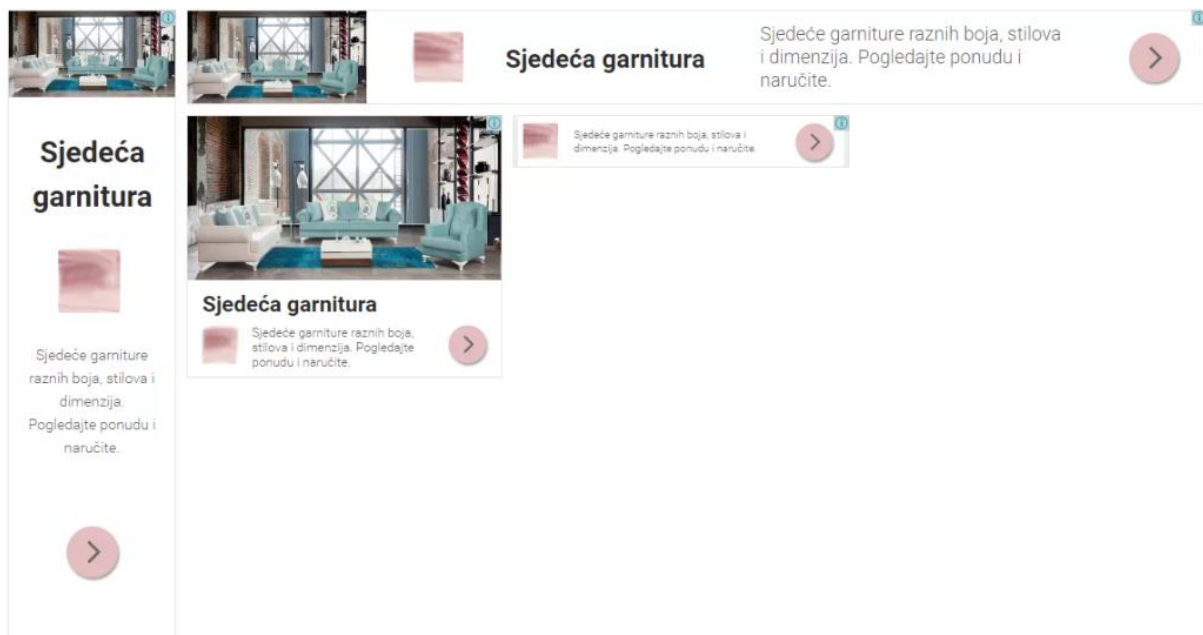 Sjedeća
garnitura
Sjedeće garniture
raznih boja, stilova i
dimenzija.
Pogledajte ponudu i
naručite.
Sjedeća garnitura
Sjedeće garniture raznih boja, stilova
i dimenzija. Pogledajte ponudu i
naručite.
Sjedeća garnitura
Sjedeće garniture raznih boja,
stilova i dimenzija. Pogledajte
ponudu i naručite.
Sjedeće garniture raznih boja, stilova i
dimenzija. Pogledajte ponudu i naručite.